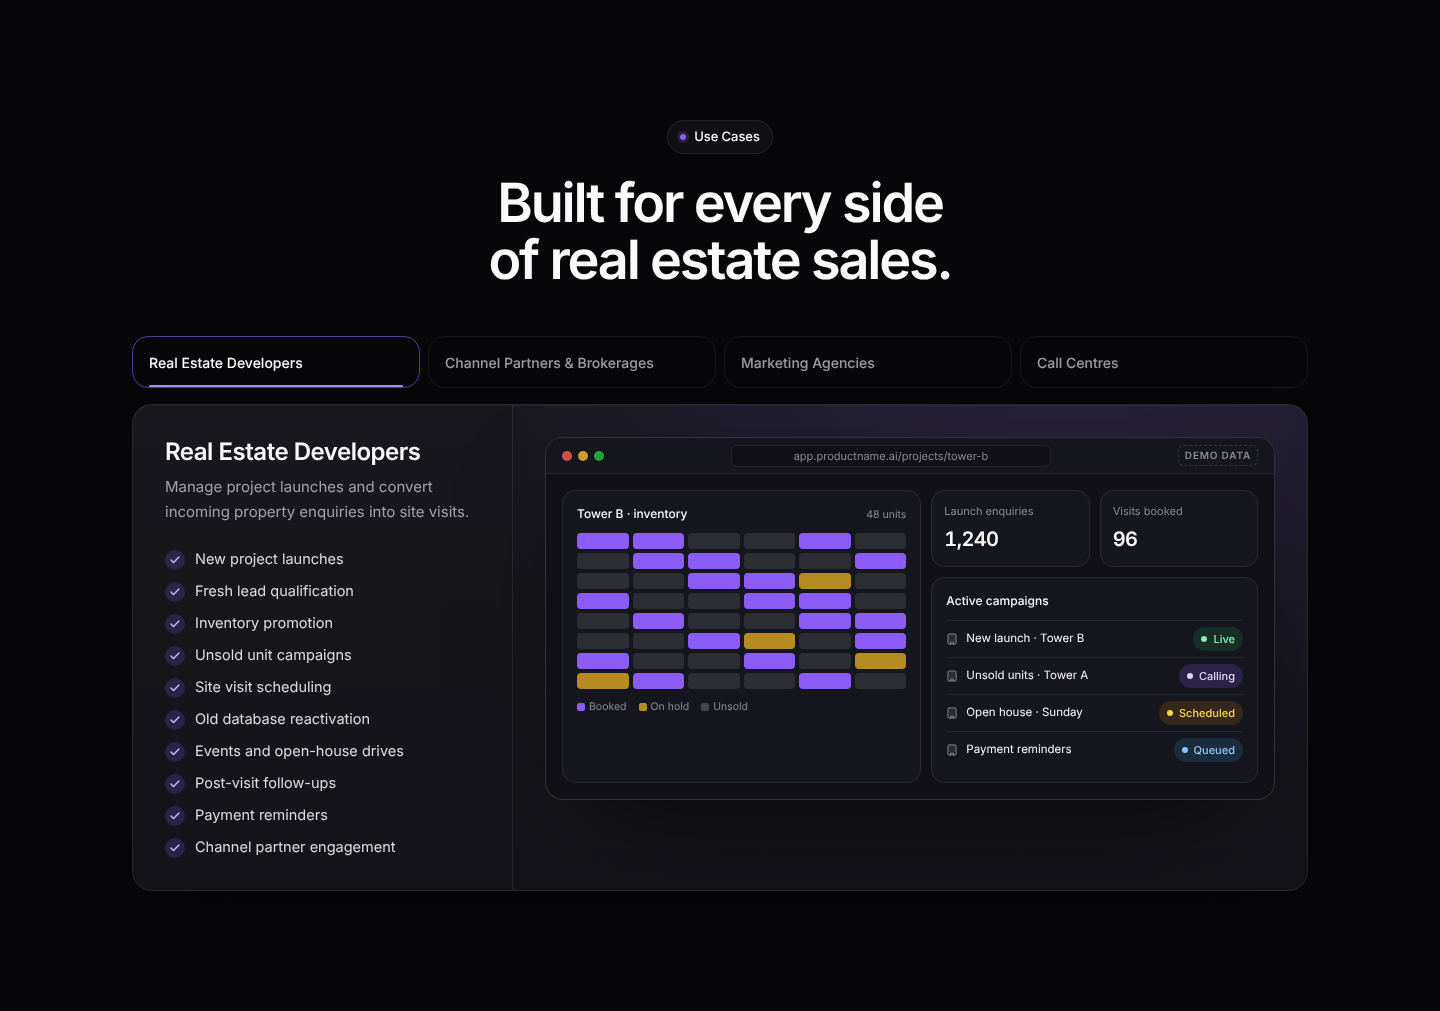 Use Cases
Built for every side
of real estate sales.
Real Estate Developers
Channel Partners & Brokerages
Marketing Agencies
Call Centres
Real Estate Developers
Manage project launches and convert
incoming property enquiries into site visits.
New project launches
Fresh lead qualification
Inventory promotion
Unsold unit campaigns
Site visit scheduling
Old database reactivation
Events and open-house drives
Post-visit follow-ups
Payment reminders
Channel partner engagement
app.productname.ai/projects/tower-b
DEMO DATA
Tower B · inventory
48 units
Booked
On hold
Unsold
Launch enquiries
1,240
Visits booked
96
Active campaigns
New launch · Tower B
Live
Unsold units · Tower A
Calling
Open house · Sunday
Scheduled
Payment reminders
Queued